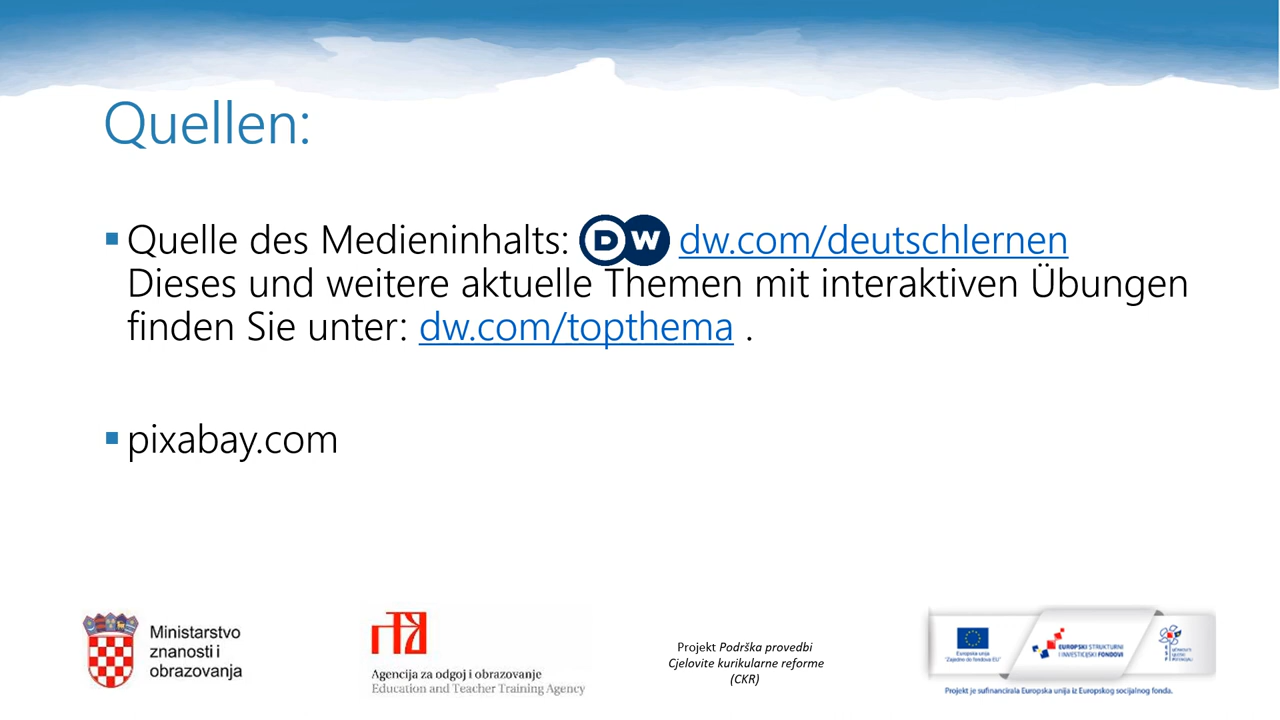 Quellen:
Quelle des Medieninhalts: DW dw.com/deutschlernen
Dieses und weitere aktuelle Themen mit interaktiven Übungen
finden Sie unter: dw.com/topthema .
pixabay.com
Ministarstvo
znanosti i
obrazovanja
Agencija za odgoj i obrazovanje
Education and Teacher Training Agency
Projekt Podrška provedbi
Cjelovite kurikularne reforme
(CKR)
Europska unija
"Zajedno do fondova EU"
EUROPSKI STRUKTURNI
I INVESTICIJSKI FONDOVI
Projekt je sufinancirala Europska unija iz Europskog socijalnog fonda.